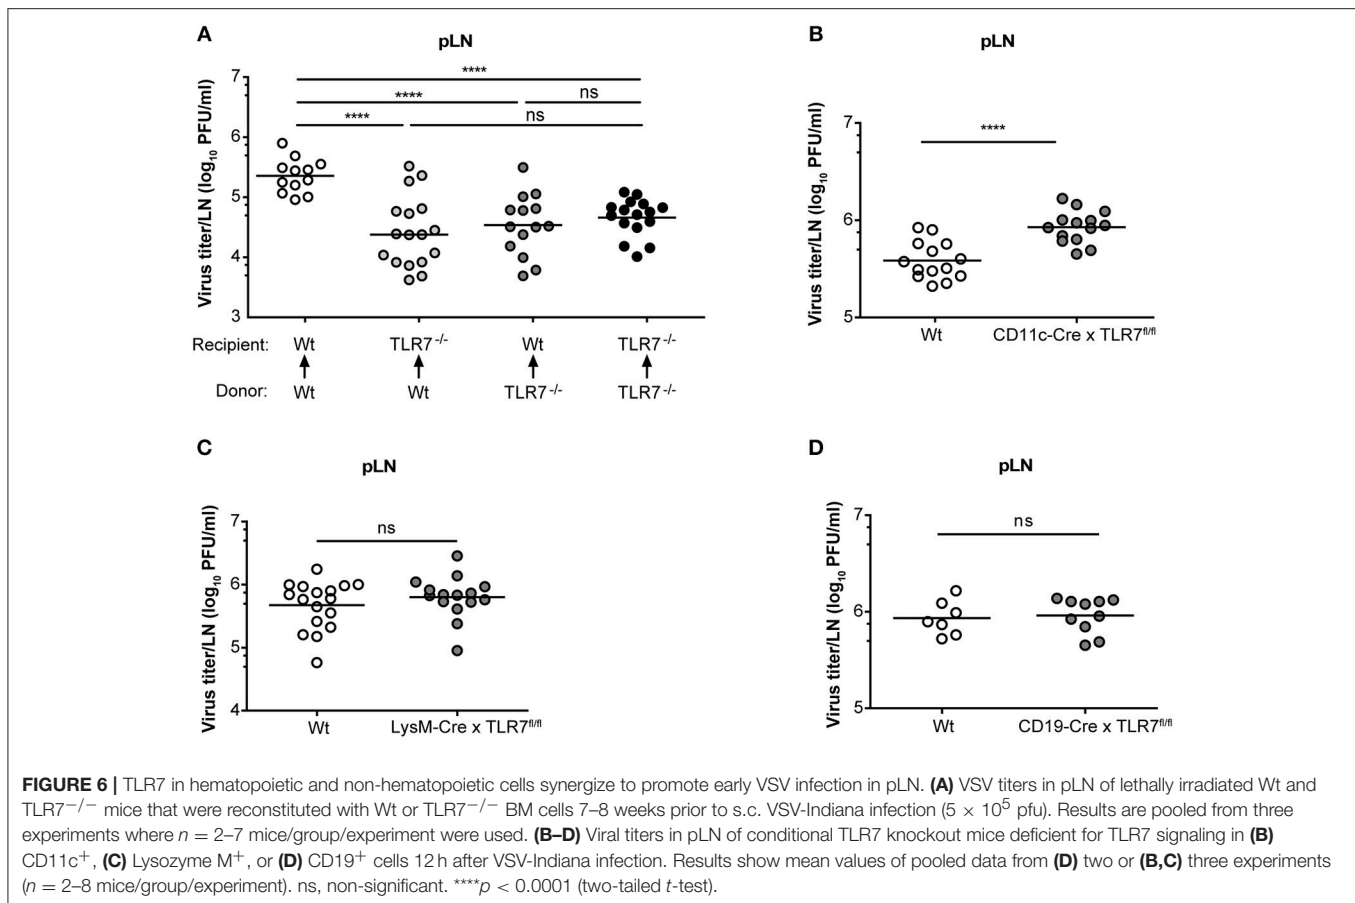 A
pLN
Virus titer/LN (log10 PFU/ml)
7
6
5
4
3
****
**** ns
**** ns
Recipient: Wt TLR7-/- Wt TLR7-/-
Donor: Wt Wt TLR7-/- TLR7-/-
B
pLN
Virus titer/LN (log10 PFU/ml)
7
6
5
****
Wt CD11c-Cre x TLR7fl/fl
C
pLN
Virus titer/LN (log10 PFU/ml)
7
6
5
4
ns
Wt LysM-Cre x TLR7fl/fl
D
pLN
Virus titer/LN (log10 PFU/ml)
7
6
5
ns
Wt CD19-Cre x TLR7fl/fl
FIGURE 6 | TLR7 in hematopoietic and non-hematopoietic cells synergize to promote early VSV infection in pLN. (A) VSV titers in pLN of lethally irradiated Wt and
TLR7−/− mice that were reconstituted with Wt or TLR7−/− BM cells 7–8 weeks prior to s.c. VSV-Indiana infection (5 × 10⁵ pfu). Results are pooled from three
experiments where n = 2–7 mice/group/experiment were used. (B–D) Viral titers in pLN of conditional TLR7 knockout mice deficient for TLR7 signaling in (B)
CD11c+, (C) Lysozyme M+, or (D) CD19+ cells 12 h after VSV-Indiana infection. Results show mean values of pooled data from (D) two or (B,C) three experiments
(n = 2–8 mice/group/experiment). ns, non-significant. ****p < 0.0001 (two-tailed t-test).